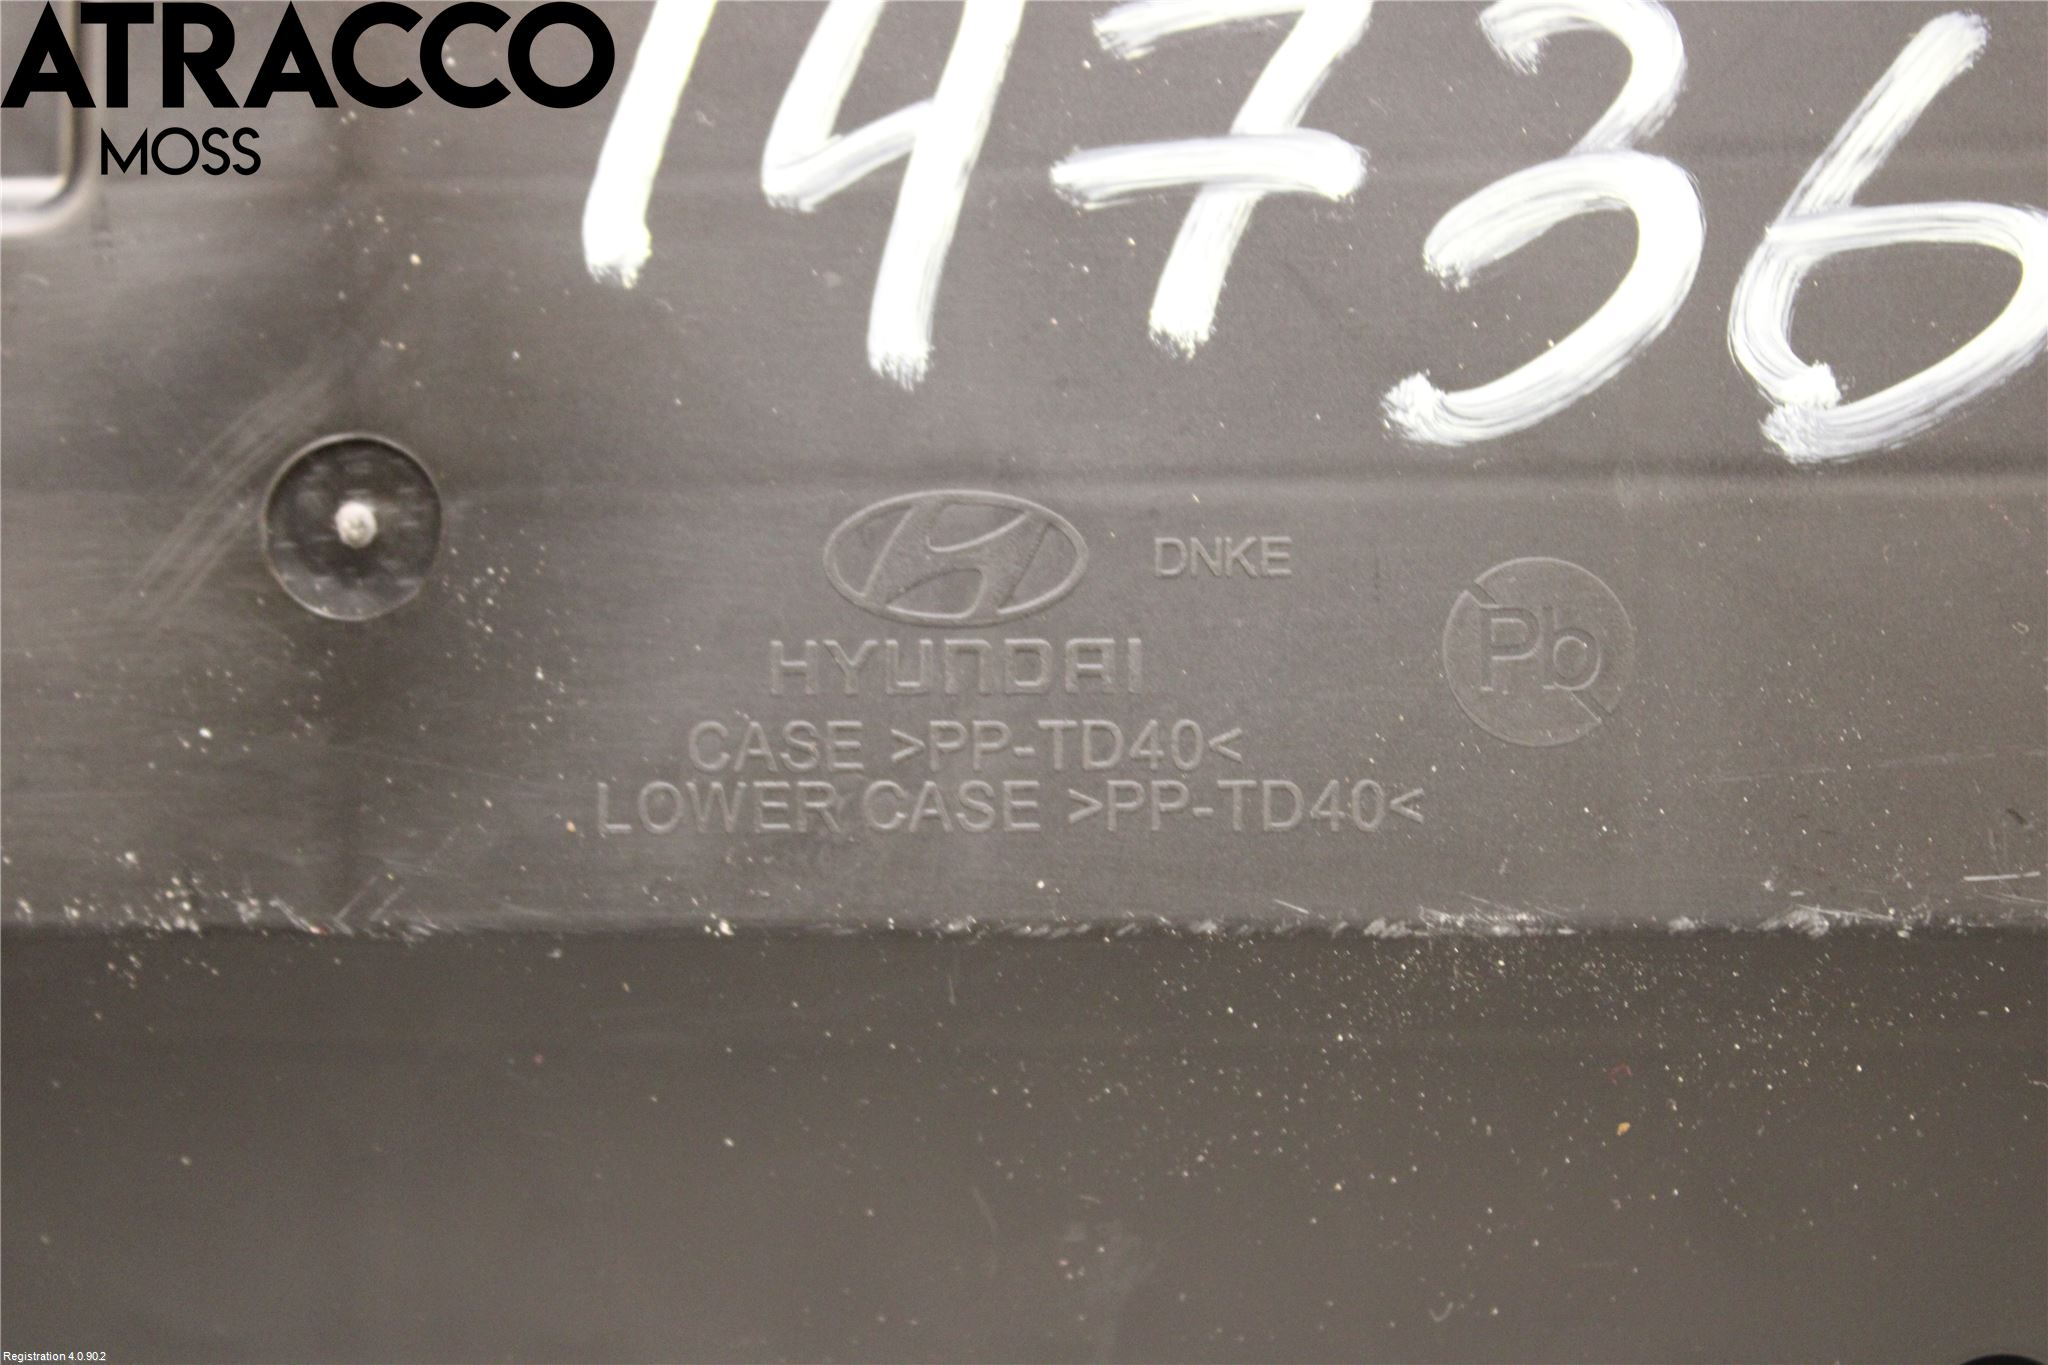 ATRACCO
MOSS
14736
DNKE
Pb
HYUNDAI
CASE >PP-TD40<
LOWER CASE >PP-TD40<
Registration 4.0.90.2